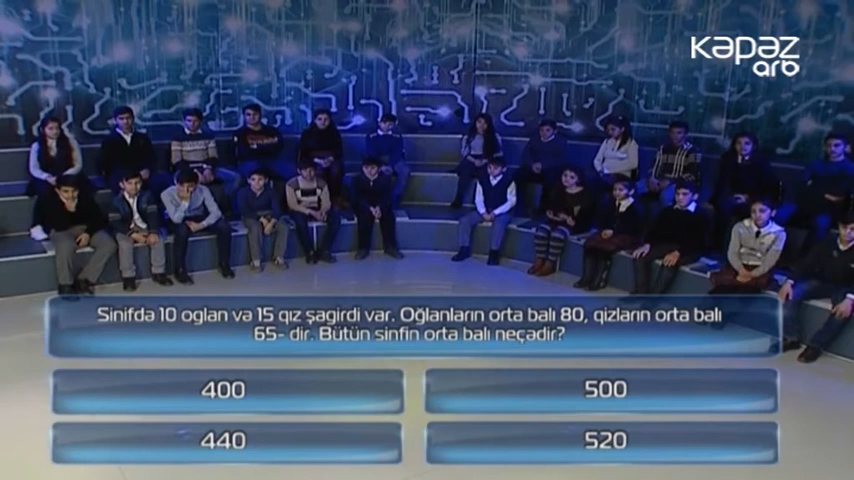 kəpəz
arb
Sinifdə 10 oglan və 15 qız şagirdi var. Oğlanların orta balı 80, qizların orta balı
65- dir. Bütün sinfin orta balı neçədir?
400
500
440
520